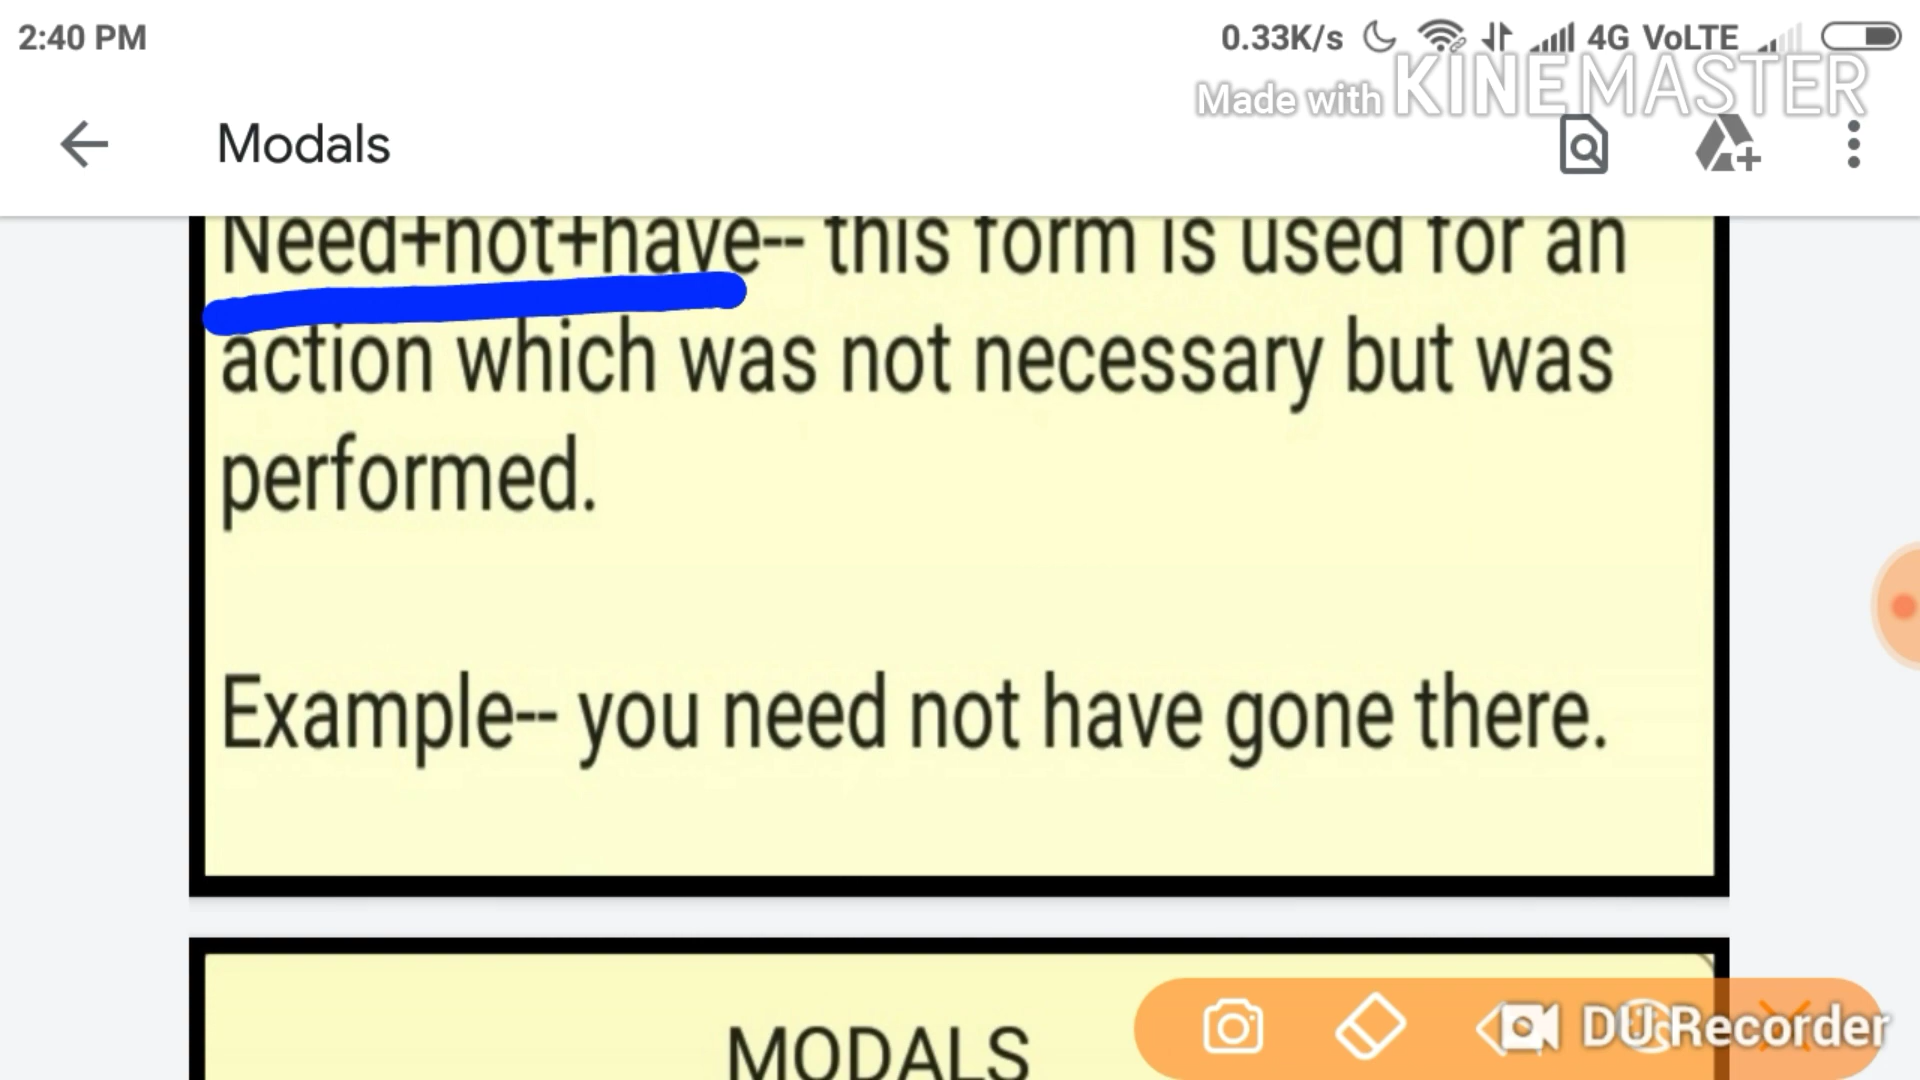 2:40 PM
0.33K/s 4G VoLTE
Made with KINEMASTER
Modals
Need+not+have-- this form is used for an
action which was not necessary but was
performed.
Example-- you need not have gone there.
MODALS
DU Recorder